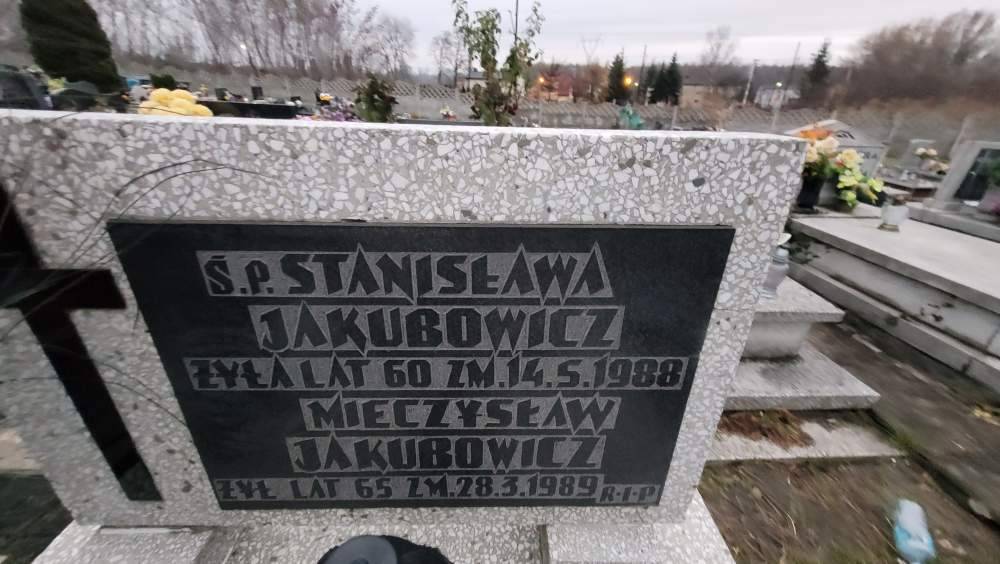 Ś.P. STANISŁAWA
JAKUBOWICZ
ŻYŁA LAT 60 ZM. 14.5.1988
MIECZYSŁAW
JAKUBOWICZ
ŻYŁ LAT 65 ZM. 28.3.1989 R-I-P